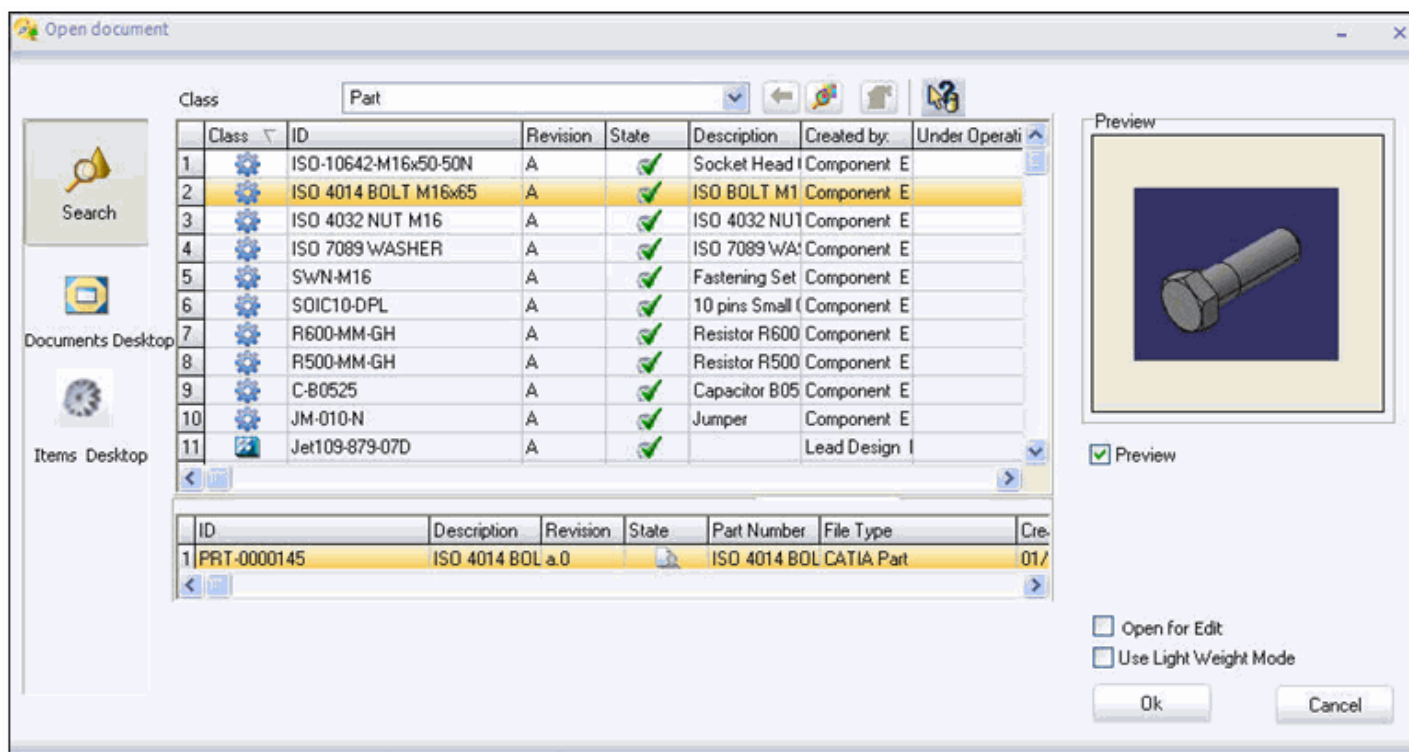 Open document
Class Part
Search
Documents Desktop
Items Desktop
Class ID Revision State Description Created by: Under Operati
1 ISO-10642-M16x50-50N A Socket Head Component E
2 ISO 4014 BOLT M16x65 A ISO BOLT M1 Component E
3 ISO 4032 NUT M16 A ISO 4032 NUT Component E
4 ISO 7089 WASHER A ISO 7089 WAS Component E
5 SWN-M16 A Fastening Set Component E
6 SOIC10-DPL A 10 pins Small Component E
7 R600-MM-GH A Resistor R600 Component E
8 R500-MM-GH A Resistor R500 Component E
9 C-B0525 A Capacitor B05 Component E
10 JM-010-N A Jumper Component E
11 Jet109-879-07D A Lead Design
ID Description Revision State Part Number File Type Cre
1 PRT-0000145 ISO 4014 BOL a.0 ISO 4014 BOL CATIA Part 01/
Preview
Preview
Open for Edit
Use Light Weight Mode
Ok Cancel